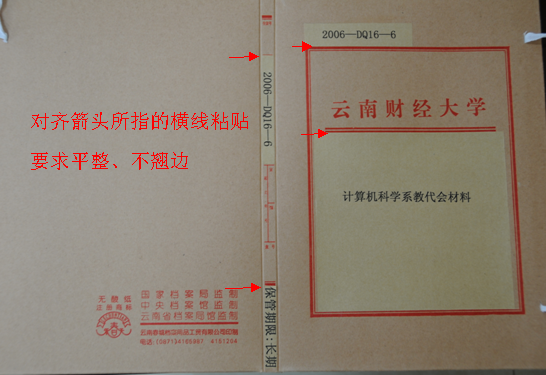 对齐箭头所指的横线粘贴
要求平整、不翘边
无酸纸
国家档案局监制
中央档案馆监制
云南省档案局馆监制
2006—DQ16—6
保管期限:长期
2006—DQ16—6
云南财经大学
计算机科学系教代会材料